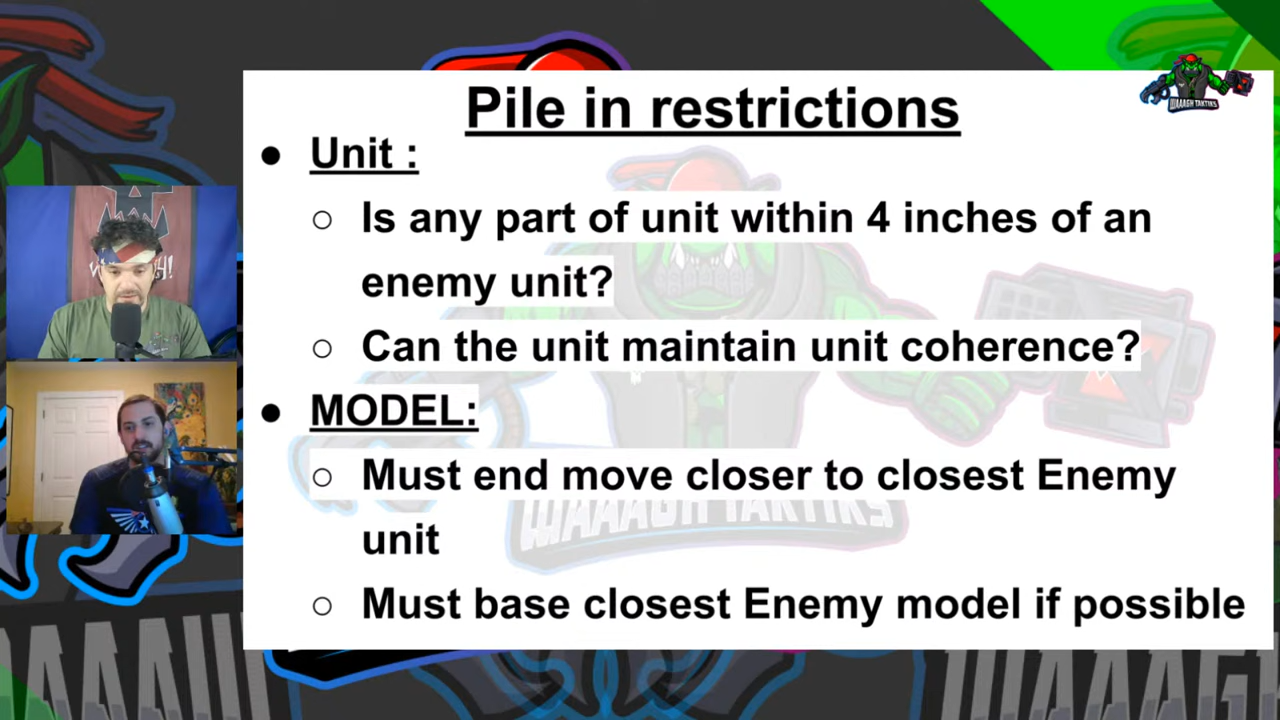 Pile in restrictions
● Unit :
○ Is any part of unit within 4 inches of an
enemy unit?
○ Can the unit maintain unit coherence?
● MODEL:
○ Must end move closer to closest Enemy
unit
○ Must base closest Enemy model if possible
WAAAGH TAKTIKS
WAAAGH TAKTIKS